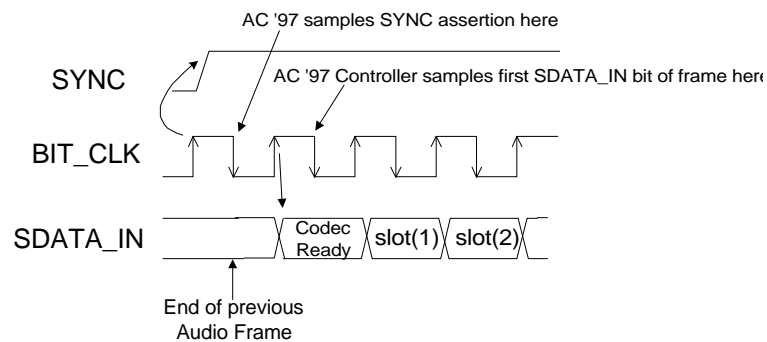 AC '97 samples SYNC assertion here
SYNC
AC '97 Controller samples first SDATA_IN bit of frame here
BIT_CLK
SDATA_IN
Codec
Ready
slot(1)
slot(2)
End of previous
Audio Frame